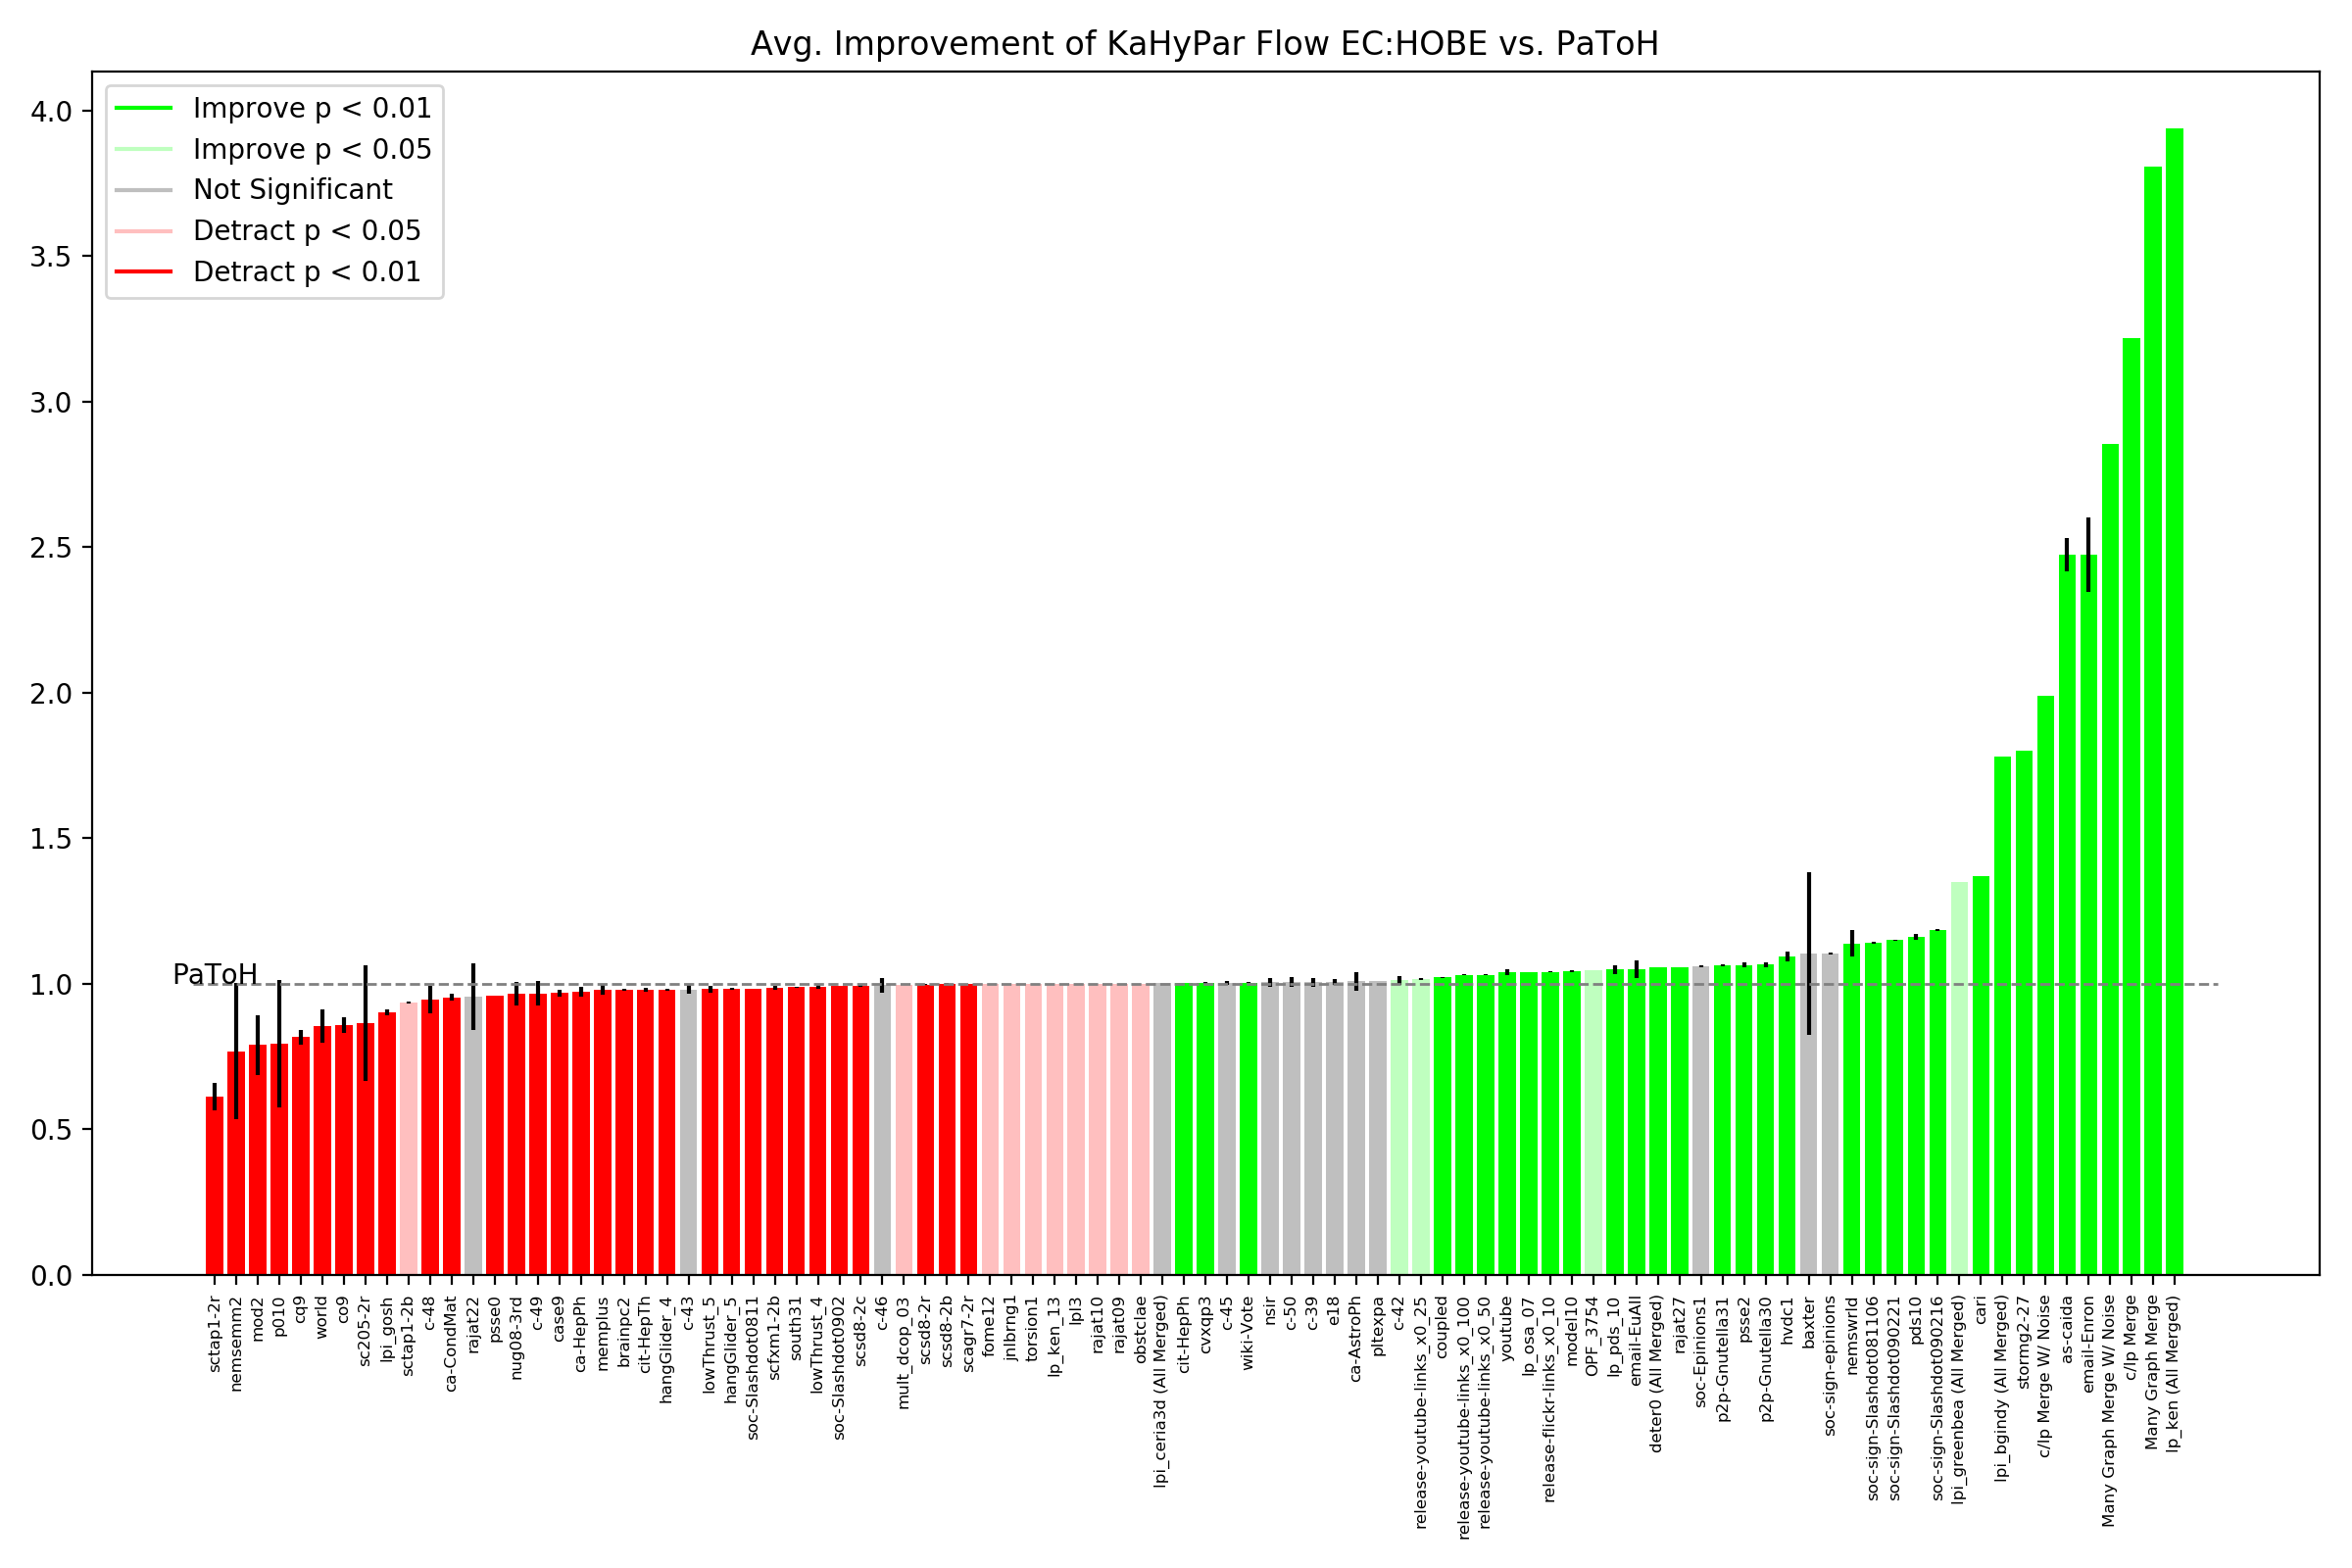 Avg. Improvement of KaHyPar Flow EC:HOBE vs. PaToH
Improve p < 0.01
Improve p < 0.05
Not Significant
Detract p < 0.05
Detract p < 0.01
4.0
3.5
3.0
2.5
2.0
1.5
1.0
0.5
0.0
PaToH
sctap1-2r
nemsemm2
mod2
p010
cq9
world
co9
sc205-2r
lpi_gosh
sctap1-2b
c-48
ca-CondMat
rajat22
psse0
nug08-3rd
c-49
case9
ca-HepPh
memplus
brainpc2
cit-HepTh
hangGlider_4
c-43
lowThrust_5
hangGlider_5
soc-Slashdot0811
scfxm1-2b
south31
lowThrust_4
soc-Slashdot0902
scsd8-2c
c-46
mult_dcop_03
scsd8-2r
scsd8-2b
scagr7-2r
fome12
jnlbrng1
torsion1
lp_ken_13
lpl3
rajat10
rajat09
obstclae
lpi_ceria3d (All Merged)
cit-HepPh
cvxqp3
c-45
wiki-Vote
nsir
c-50
c-39
e18
ca-AstroPh
pltexpa
c-42
release-youtube-links_x0_25
coupled
release-youtube-links_x0_100
release-youtube-links_x0_50
youtube
lp_osa_07
release-flickr-links_x0_10
model10
OPF_3754
lp_pds_10
email-EuAll
deter0 (All Merged)
rajat27
soc-Epinions1
p2p-Gnutella31
psse2
p2p-Gnutella30
hvdc1
baxter
soc-sign-epinions
nemswrld
soc-sign-Slashdot081106
soc-sign-Slashdot090221
pds10
soc-sign-Slashdot090216
lpi_greenbea (All Merged)
cari
lpi_bgindy (All Merged)
stormg2-27
c/lp Merge W/ Noise
as-caida
email-Enron
Many Graph Merge W/ Noise
c/lp Merge
Many Graph Merge
lp_ken (All Merged)